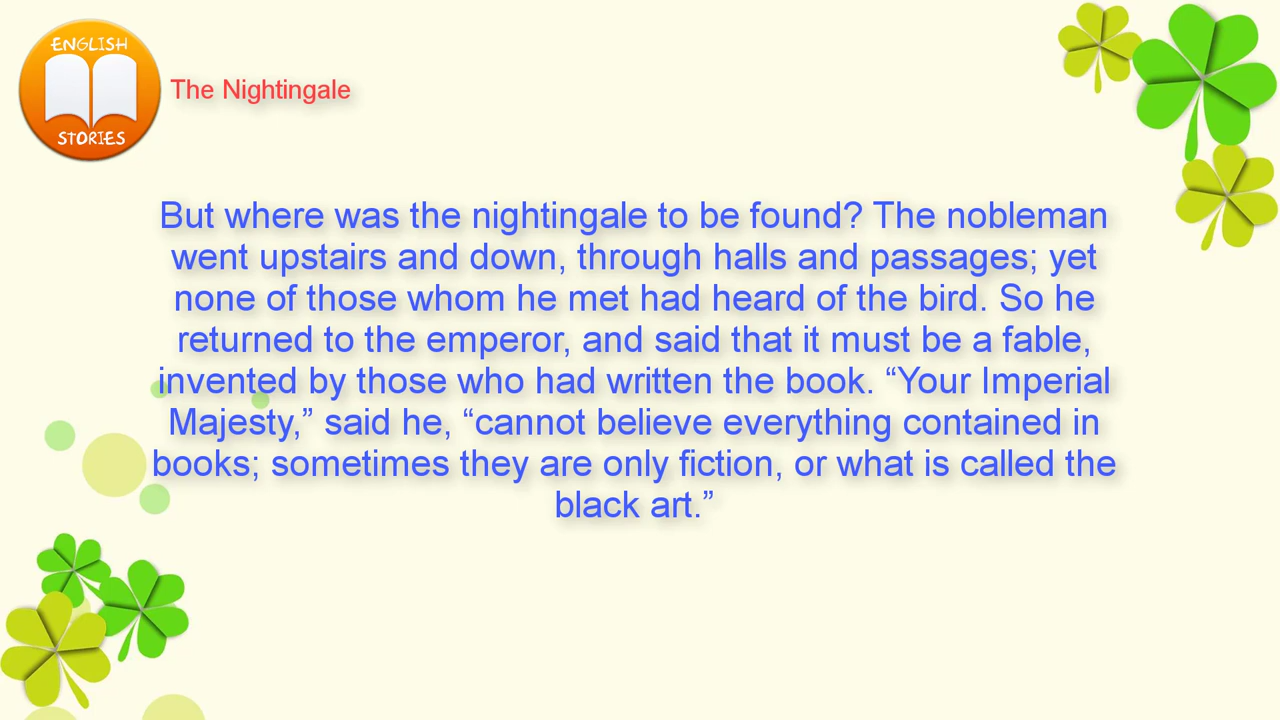 ENGLISH
STORIES
The Nightingale
But where was the nightingale to be found? The nobleman
went upstairs and down, through halls and passages; yet
none of those whom he met had heard of the bird. So he
returned to the emperor, and said that it must be a fable,
invented by those who had written the book. “Your Imperial
Majesty,” said he, “cannot believe everything contained in
books; sometimes they are only fiction, or what is called the
black art.”